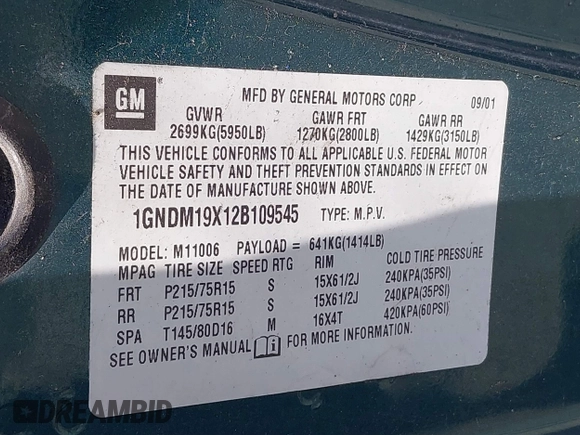 GM
MFD BY GENERAL MOTORS CORP 09/01
GVWR GAWR FRT GAWR RR
2699KG(5950LB) 1270KG(2800LB) 1429KG(3150LB)
THIS VEHICLE CONFORMS TO ALL APPLICABLE U.S. FEDERAL MOTOR
VEHICLE SAFETY AND THEFT PREVENTION STANDARDS IN EFFECT ON
THE DATE OF MANUFACTURE SHOWN ABOVE.
1GNDM19X12B109545 TYPE: M.P.V.
MODEL: M11006 PAYLOAD = 641KG(1414LB)
MPAG TIRE SIZE SPEED RTG RIM COLD TIRE PRESSURE
FRT P215/75R15 S 15X61/2J 240KPA(35PSI)
RR P215/75R15 S 15X61/2J 240KPA(35PSI)
SPA T145/80D16 M 16X4T 420KPA(60PSI)
SEE OWNER'S MANUAL FOR MORE INFORMATION.
DREAMBID